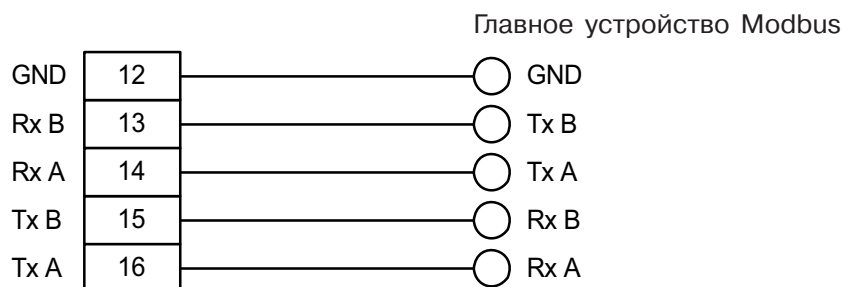 Главное устройство Modbus
GND 12 GND
Rx B 13 Tx B
Rx A 14 Tx A
Tx B 15 Rx B
Tx A 16 Rx A